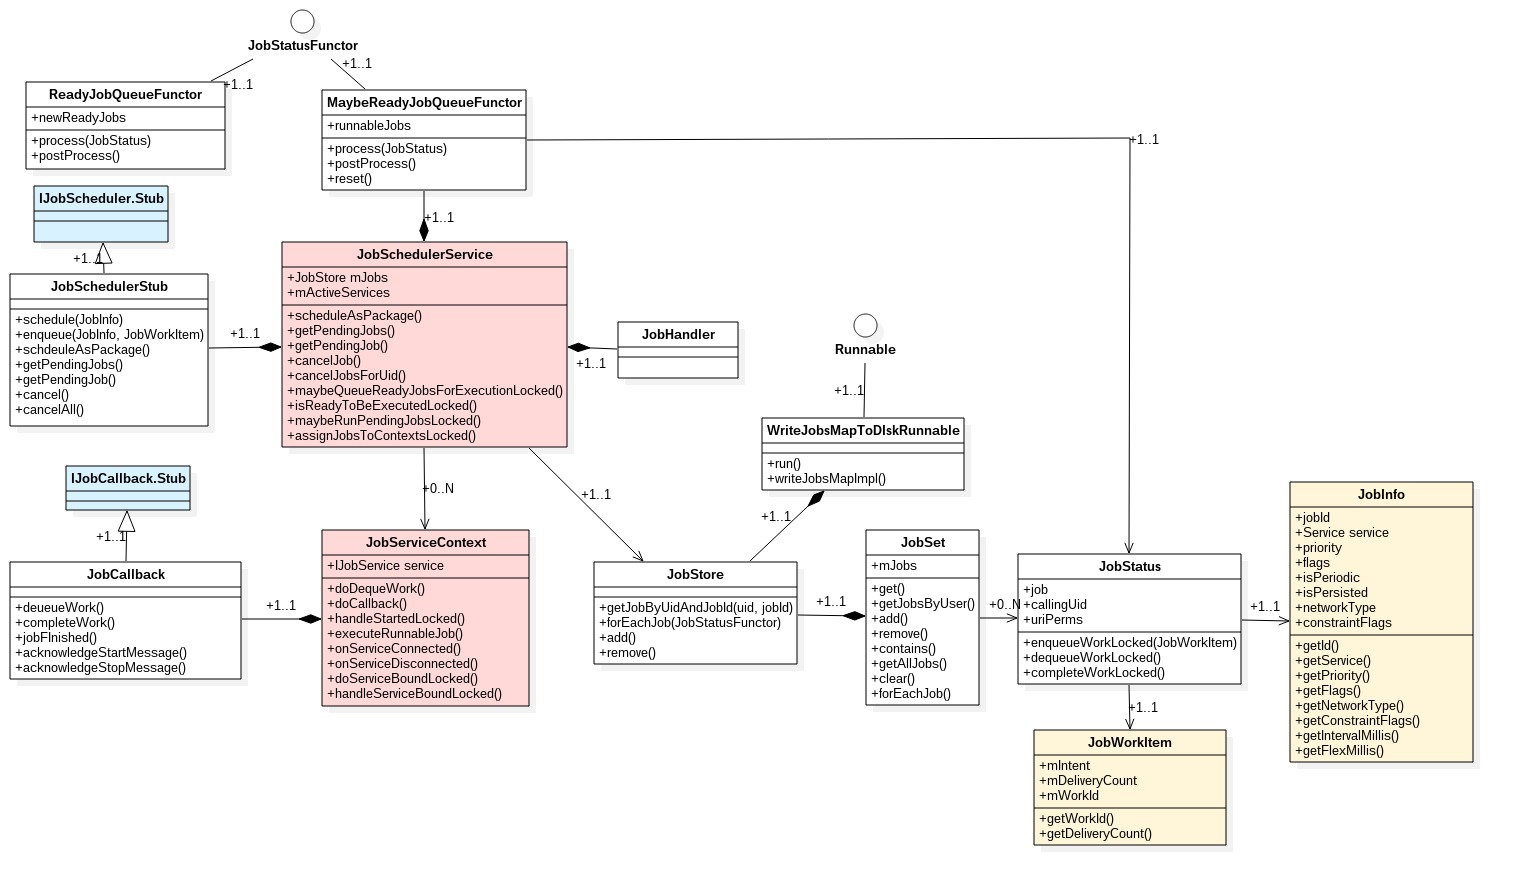 JobStatusFunctor
+1..1
+1..1
ReadyJobQueueFunctor
+newReadyJobs
+process(JobStatus)
+postProcess()
MaybeReadyJobQueueFunctor
+runnableJobs
+process(JobStatus)
+postProcess()
+reset()
+1..1
IJobScheduler.Stub
+1..1
+1..1
JobSchedulerStub
+schedule(JobInfo)
+enqueue(JobInfo, JobWorkItem)
+schdeuleAsPackage()
+getPendingJobs()
+getPendingJob()
+cancel()
+cancelAll()
+1..1
JobSchedulerService
+JobStore mJobs
+mActiveServices
+scheduleAsPackage()
+getPendingJobs()
+getPendingJob()
+cancelJob()
+cancelJobsForUid()
+maybeQueueReadyJobsForExecutionLocked()
+isReadyToBeExecutedLocked()
+maybeRunPendingJobsLocked()
+assignJobsToContextsLocked()
JobHandler
+1..1
Runnable
+1..1
WriteJobsMapToDIskRunnable
+run()
+writeJobsMapImpl()
IJobCallback.Stub
+1..1
+0..N
+1..1
+1..1
JobCallback
+deueueWork()
+completeWork()
+jobFInished()
+acknowledgeStartMessage()
+acknowledgeStopMessage()
+1..1
JobServiceContext
+IJobService service
+doDequeWork()
+doCallback()
+handleStartedLocked()
+executeRunnableJob()
+onServiceConnected()
+onServiceDisconnected()
+doServiceBoundLocked()
+handleServiceBoundLocked()
JobStore
+getJobByUidAndJobId(uid, jobId)
+forEachJob(JobStatusFunctor)
+add()
+remove()
+1..1
JobSet
+mJobs
+get()
+getJobsByUser()
+add()
+remove()
+contains()
+getAllJobs()
+clear()
+forEachJob()
+0..N
JobStatus
+job
+callingUid
+uriPerms
+enqueueWorkLocked(JobWorkItem)
+dequeueWorkLocked()
+completeWorkLocked()
+1..1
+1..1
JobInfo
+jobId
+Service service
+priority
+flags
+isPeriodic
+isPersisted
+networkType
+constraintFlags
+getId()
+getService()
+getPriority()
+getFlags()
+getNetworkType()
+getConstraintFlags()
+getIntervalMillis()
+getFlexMillis()
JobWorkItem
+mIntent
+mDeliveryCount
+mWorkId
+getWorkId()
+getDeliveryCount()